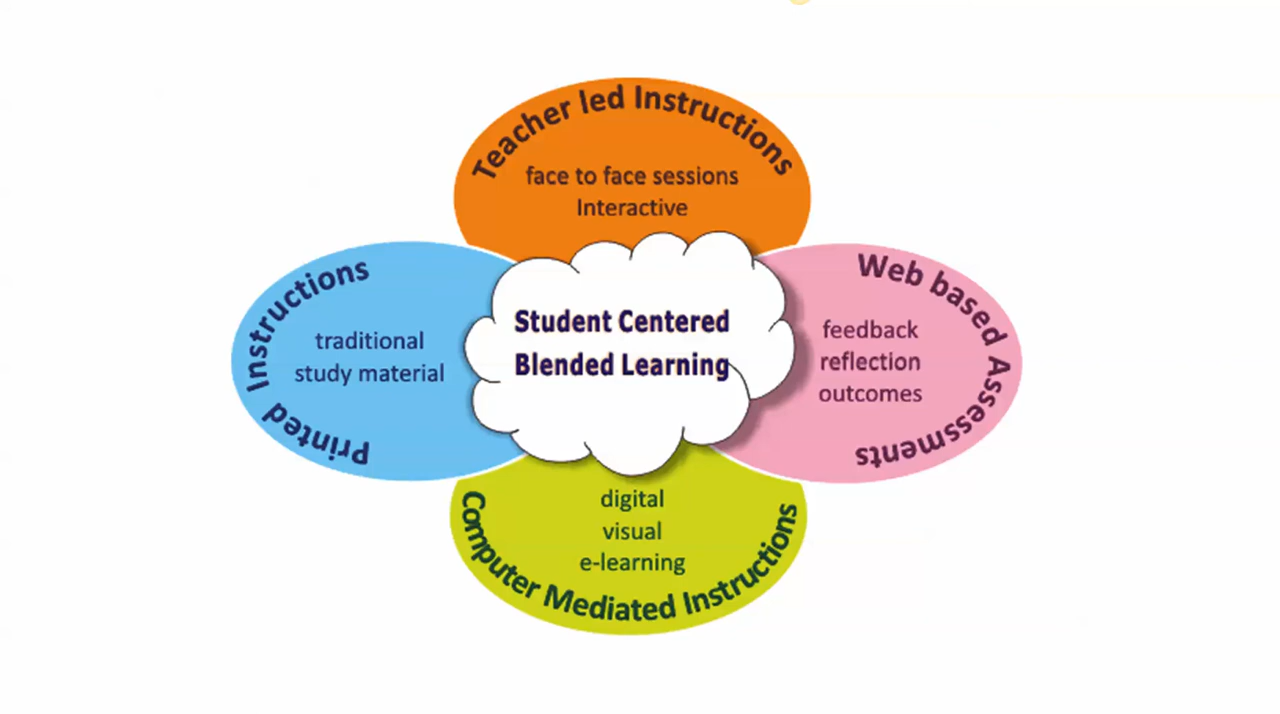 Teacher led Instructions
face to face sessions
Interactive
Printed Instructions
traditional
study material
Student Centered
Blended Learning
Web based Assessments
feedback
reflection
outcomes
digital
visual
e-learning
Computer Mediated Instructions